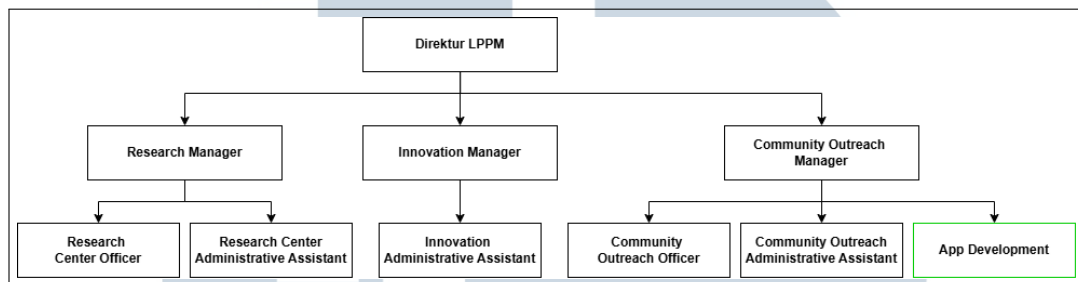 Direktur LPPM
Research Manager
Innovation Manager
Community Outreach
Manager
Research
Center Officer
Research Center
Administrative Assistant
Innovation
Administrative Assistant
Community
Outreach Officer
Community Outreach
Administrative Assistant
App Development